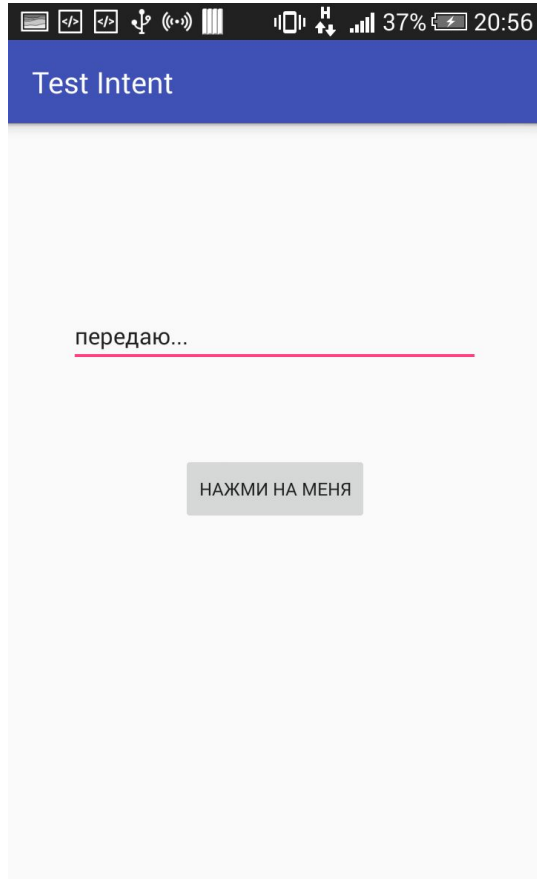 H
37% 20:56
Test Intent
передаю...
НАЖМИ НА МЕНЯ